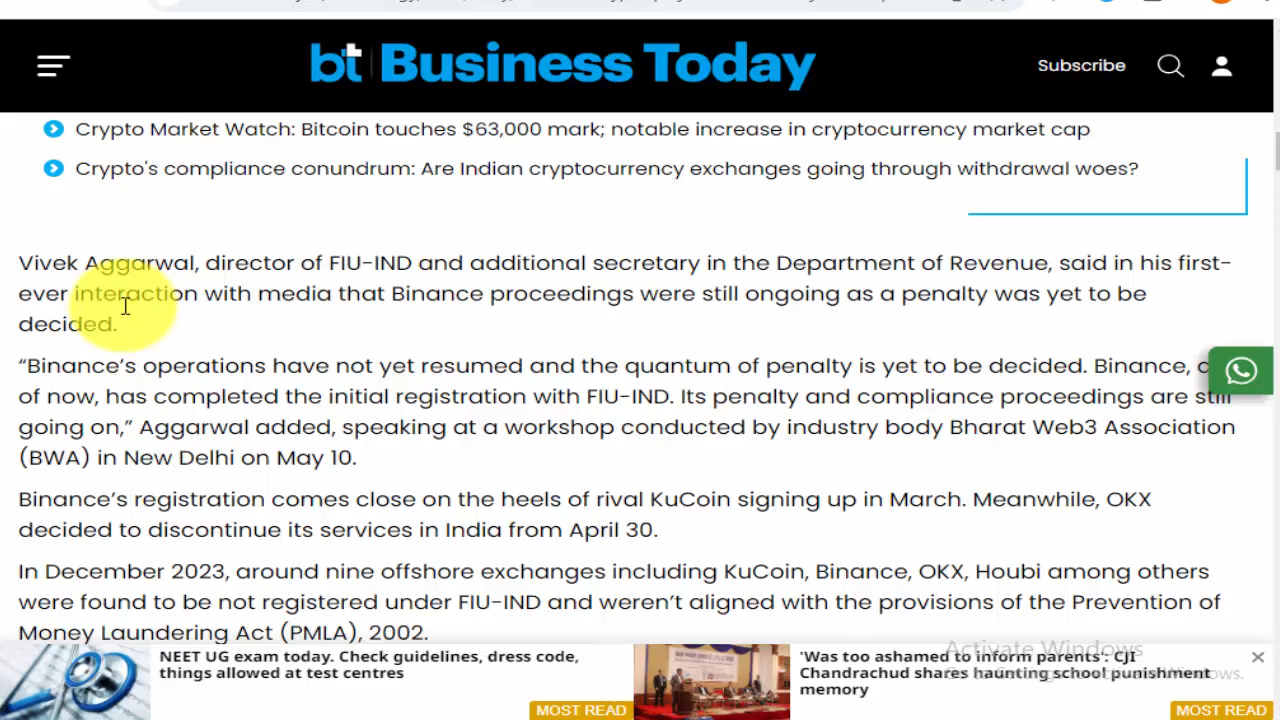 bt Business Today
Subscribe
Crypto Market Watch: Bitcoin touches $63,000 mark; notable increase in cryptocurrency market cap
Crypto's compliance conundrum: Are Indian cryptocurrency exchanges going through withdrawal woes?
Vivek Aggarwal, director of FIU-IND and additional secretary in the Department of Revenue, said in his first-
ever interaction with media that Binance proceedings were still ongoing as a penalty was yet to be
decided.
“Binance’s operations have not yet resumed and the quantum of penalty is yet to be decided. Binance,
of now, has completed the initial registration with FIU-IND. Its penalty and compliance proceedings are still
going on,” Aggarwal added, speaking at a workshop conducted by industry body Bharat Web3 Association
(BWA) in New Delhi on May 10.
Binance’s registration comes close on the heels of rival KuCoin signing up in March. Meanwhile, OKX
decided to discontinue its services in India from April 30.
In December 2023, around nine offshore exchanges including KuCoin, Binance, OKX, Houbi among others
were found to be not registered under FIU-IND and weren’t aligned with the provisions of the Prevention of
Money Laundering Act (PMLA), 2002.
NEET UG exam today. Check guidelines, dress code,
things allowed at test centres
MOST READ
'Was too ashamed to inform parents': CJI
Chandrachud shares haunting school punishment
memory
MOST READ
Activate Windows
Go to Settings to activate Windows.